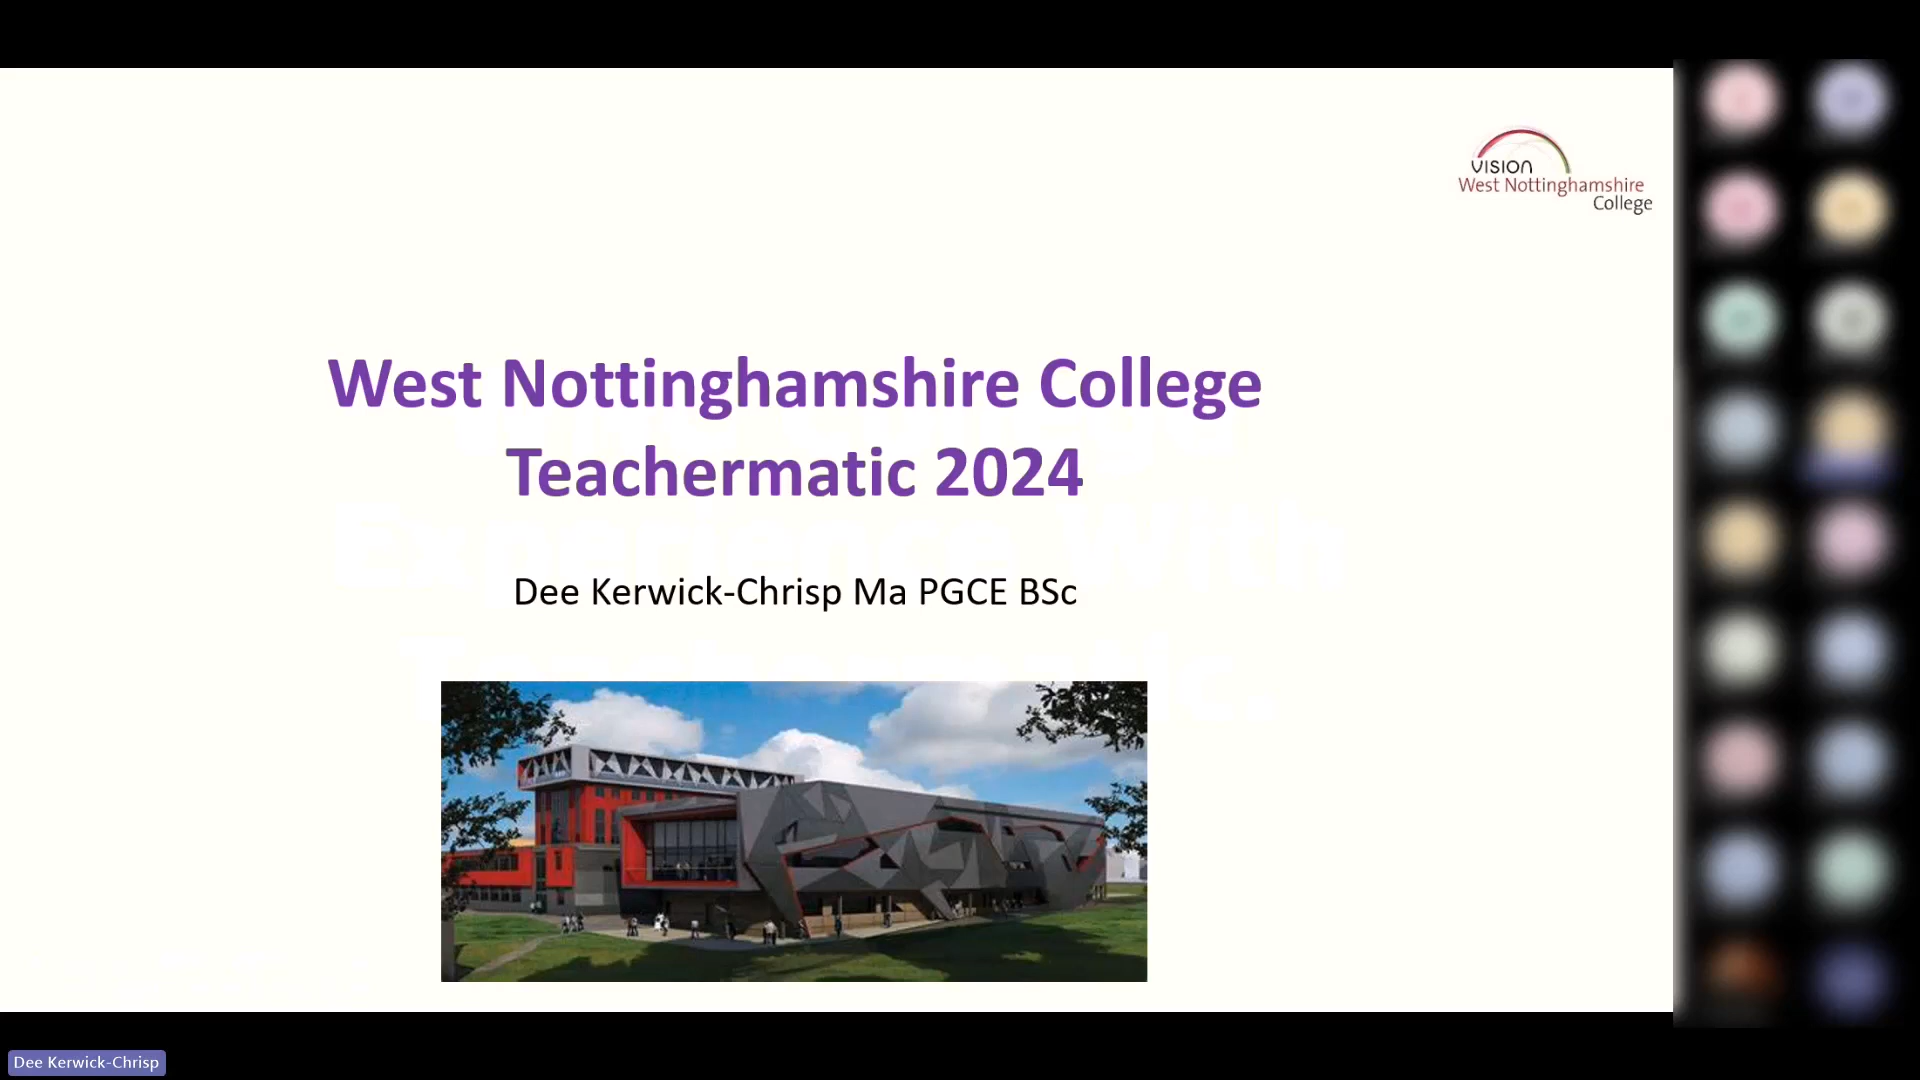 VISION
West Nottinghamshire
College
West Nottinghamshire College
Teachermatic 2024
Dee Kerwick-Chrisp Ma PGCE BSc
Dee Kerwick-Chrisp